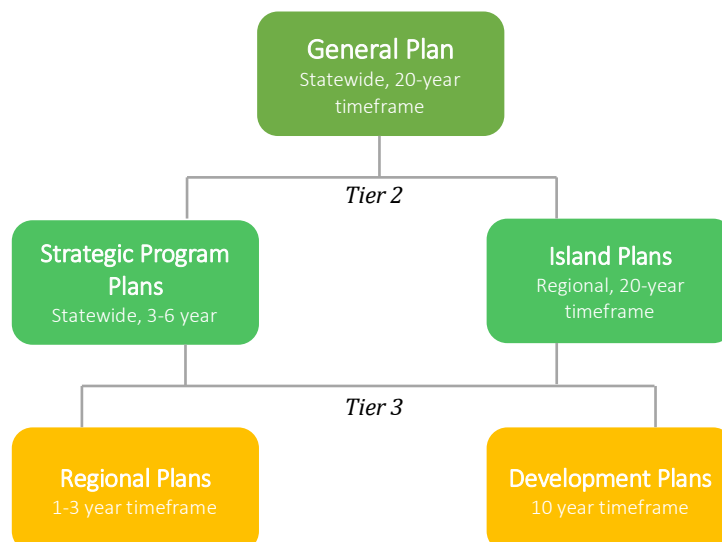 General Plan
Statewide, 20-year
timeframe
Tier 2
Strategic Program
Plans
Statewide, 3-6 year
Island Plans
Regional, 20-year
timeframe
Tier 3
Regional Plans
1-3 year timeframe
Development Plans
10 year timeframe